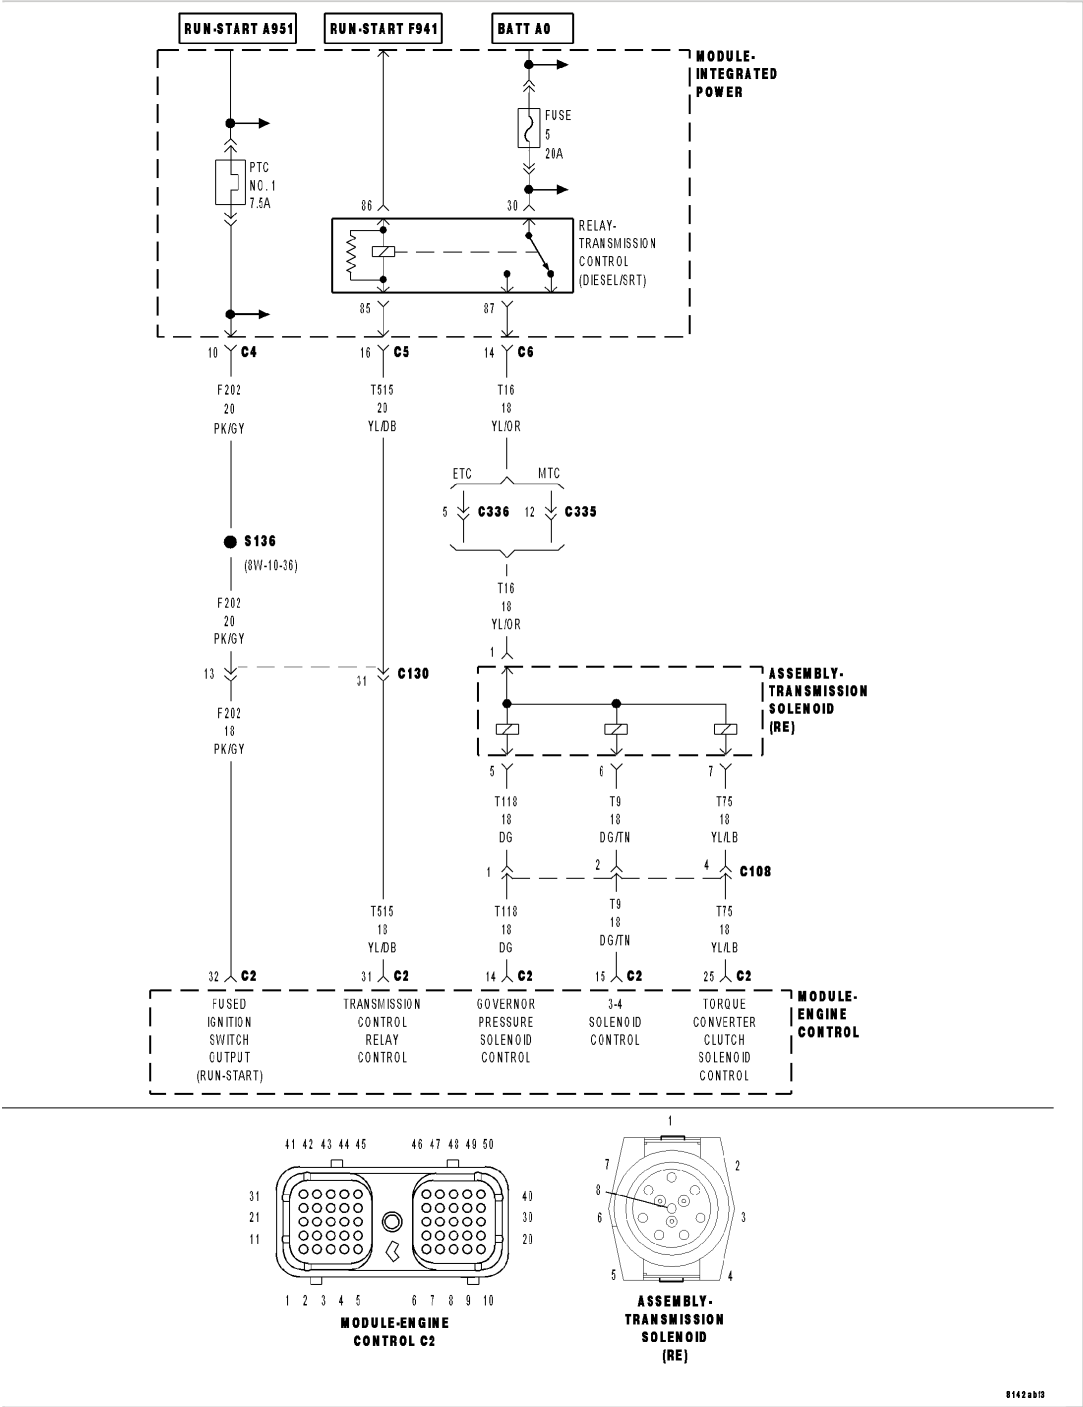 RUN-START A951
RUN-START F941
BATT A0
MODULE-
INTEGRATED
POWER
FUSE
5
20A
PTC
NO. 1
7.5A
86
30
RELAY-
TRANSMISSION
CONTROL
(DIESEL/SRT)
85
87
10 C4
16 C5
14 C6
F202
20
PK/GY
T515
20
YL/DB
T16
18
YL/OR
ETC
MTC
5 C336
12 C335
S136
(8W-10-36)
T16
18
YL/OR
F202
20
PK/GY
1
13
31
C130
ASSEMBLY-
TRANSMISSION
SOLENOID
(RE)
F202
18
PK/GY
5
6
7
T118
18
DG
T9
18
DG/TN
T75
18
YL/LB
1
2
4
C108
T515
18
YL/DB
T118
18
DG
T9
18
DG/TN
T75
18
YL/LB
32 C2
31 C2
14 C2
15 C2
25 C2
MODULE-
ENGINE
CONTROL
FUSED
IGNITION
SWITCH
OUTPUT
(RUN-START)
TRANSMISSION
CONTROL
RELAY
CONTROL
GOVERNOR
PRESSURE
SOLENOID
CONTROL
3-4
SOLENOID
CONTROL
TORQUE
CONVERTER
CLUTCH
SOLENOID
CONTROL
41 42 43 44 45 46 47 48 49 50
31 40
21 30
11 20
1 2 3 4 5 6 7 8 9 10
MODULE-ENGINE
CONTROL C2
1
7 2
8
6 3
5 4
ASSEMBLY-
TRANSMISSION
SOLENOID
(RE)
8142abf3